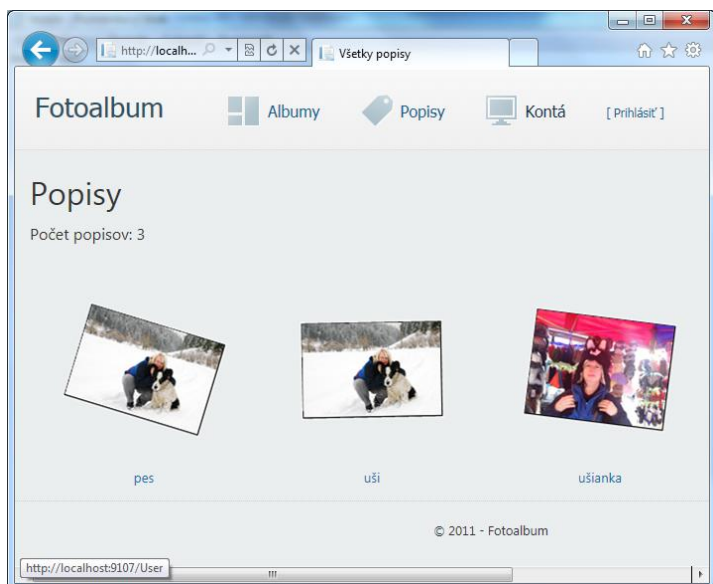 http://localh...
Všetky popisy
Fotoalbum
Albumy
Popisy
Kontá
[ Prihlásiť ]
Popisy
Počet popisov: 3
pes
uši
ušianka
© 2011 - Fotoalbum
http://localhost:9107/User